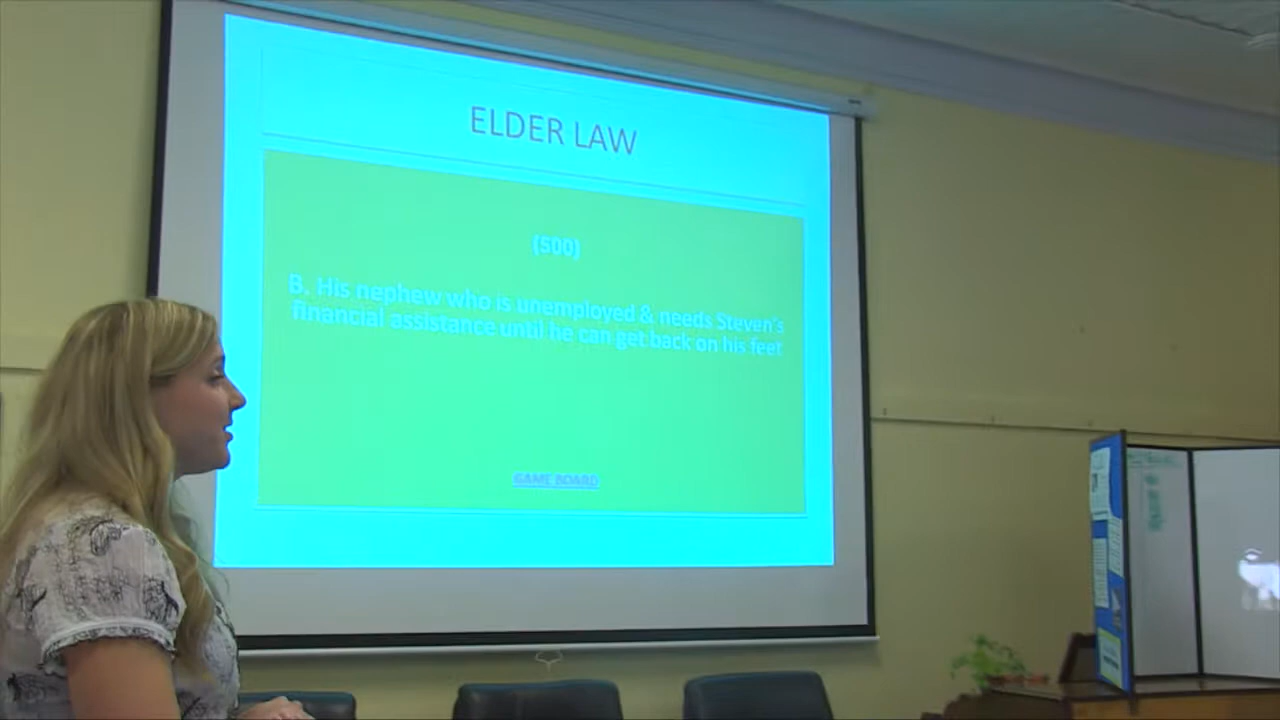 ELDER LAW
(500)
B. His nephew who is unemployed & needs Steven's
financial assistance until he can get back on his feet
GAME BOARD